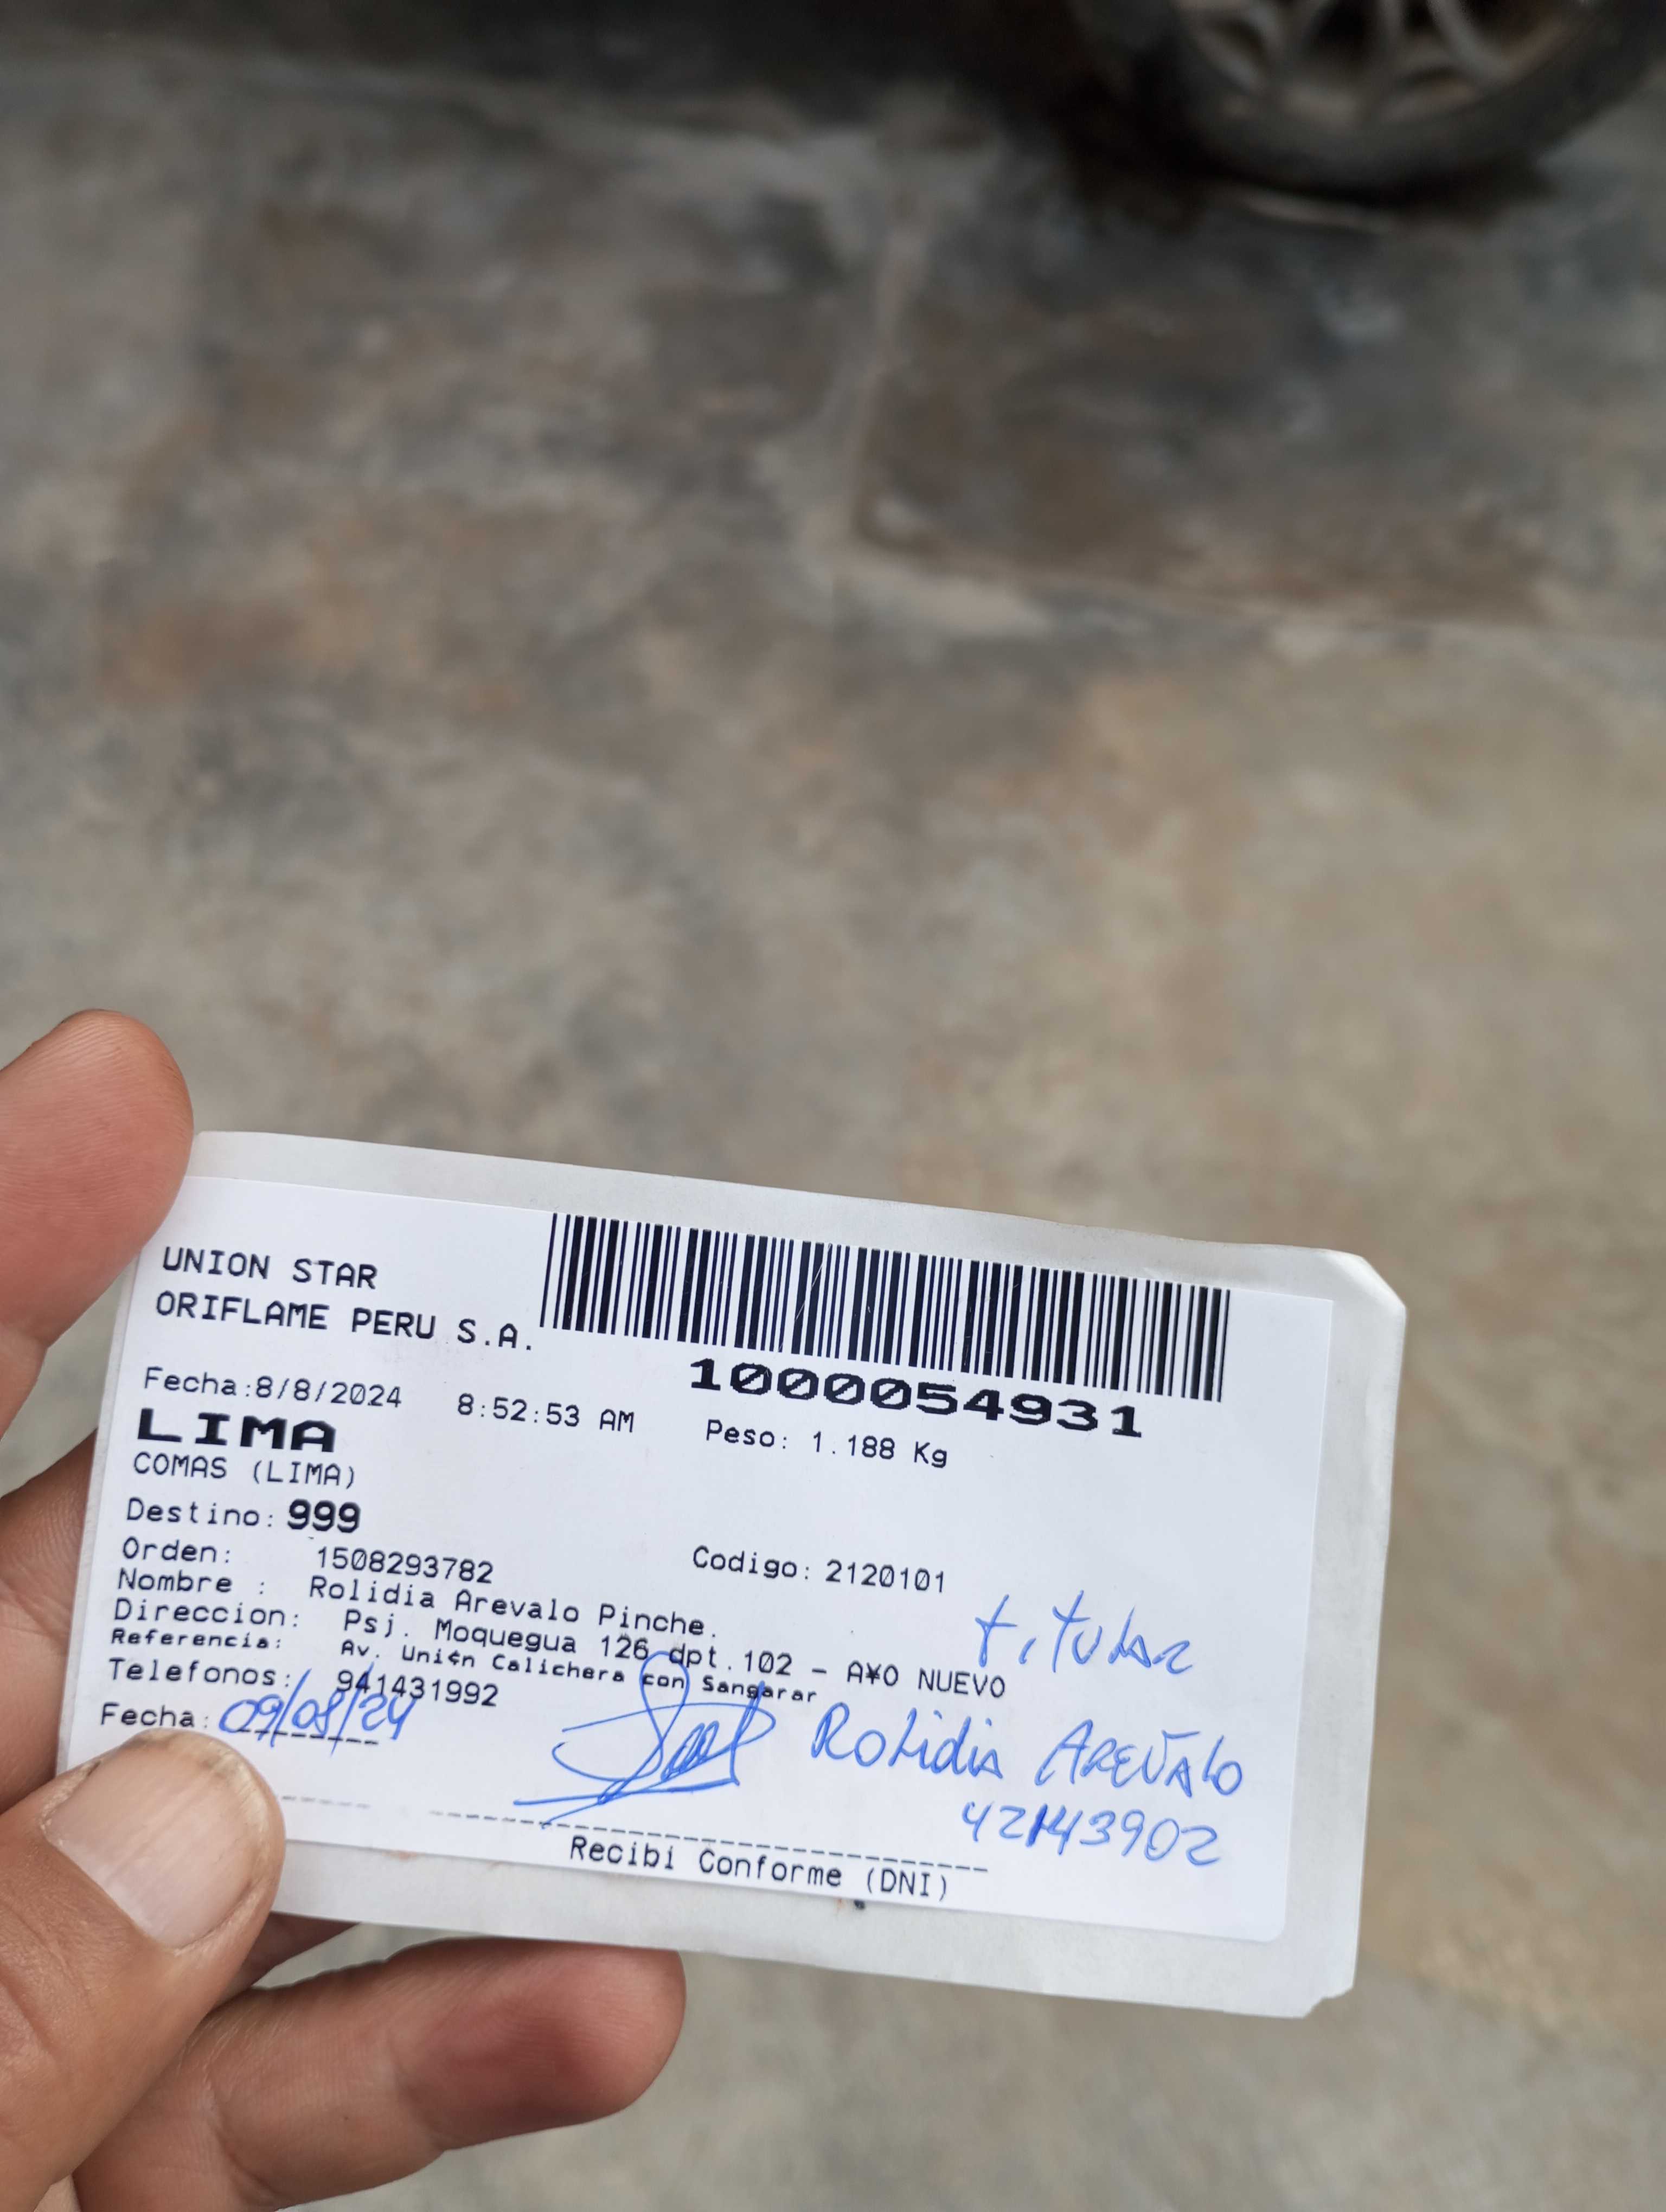 UNION STAR
ORIFLAME PERU S.A.
1000054931
Fecha:8/8/2024 8:52:53 AM Peso: 1.188 Kg
LIMA
COMAS (LIMA)
Destino: 999
Orden: 1508293782 Codigo: 2120101
Nombre : Rolidia Arevalo Pinche.
titular
Direccion: Psj. Moquegua 126 dpt.102 - A¥O NUEVO
Referencia: Av. Uni¢n Calichera con Sangarar
Telefonos: 941431992
Fecha: 09/08/24
Rolidia AREVALO
42143902
Recibi Conforme (DNI)